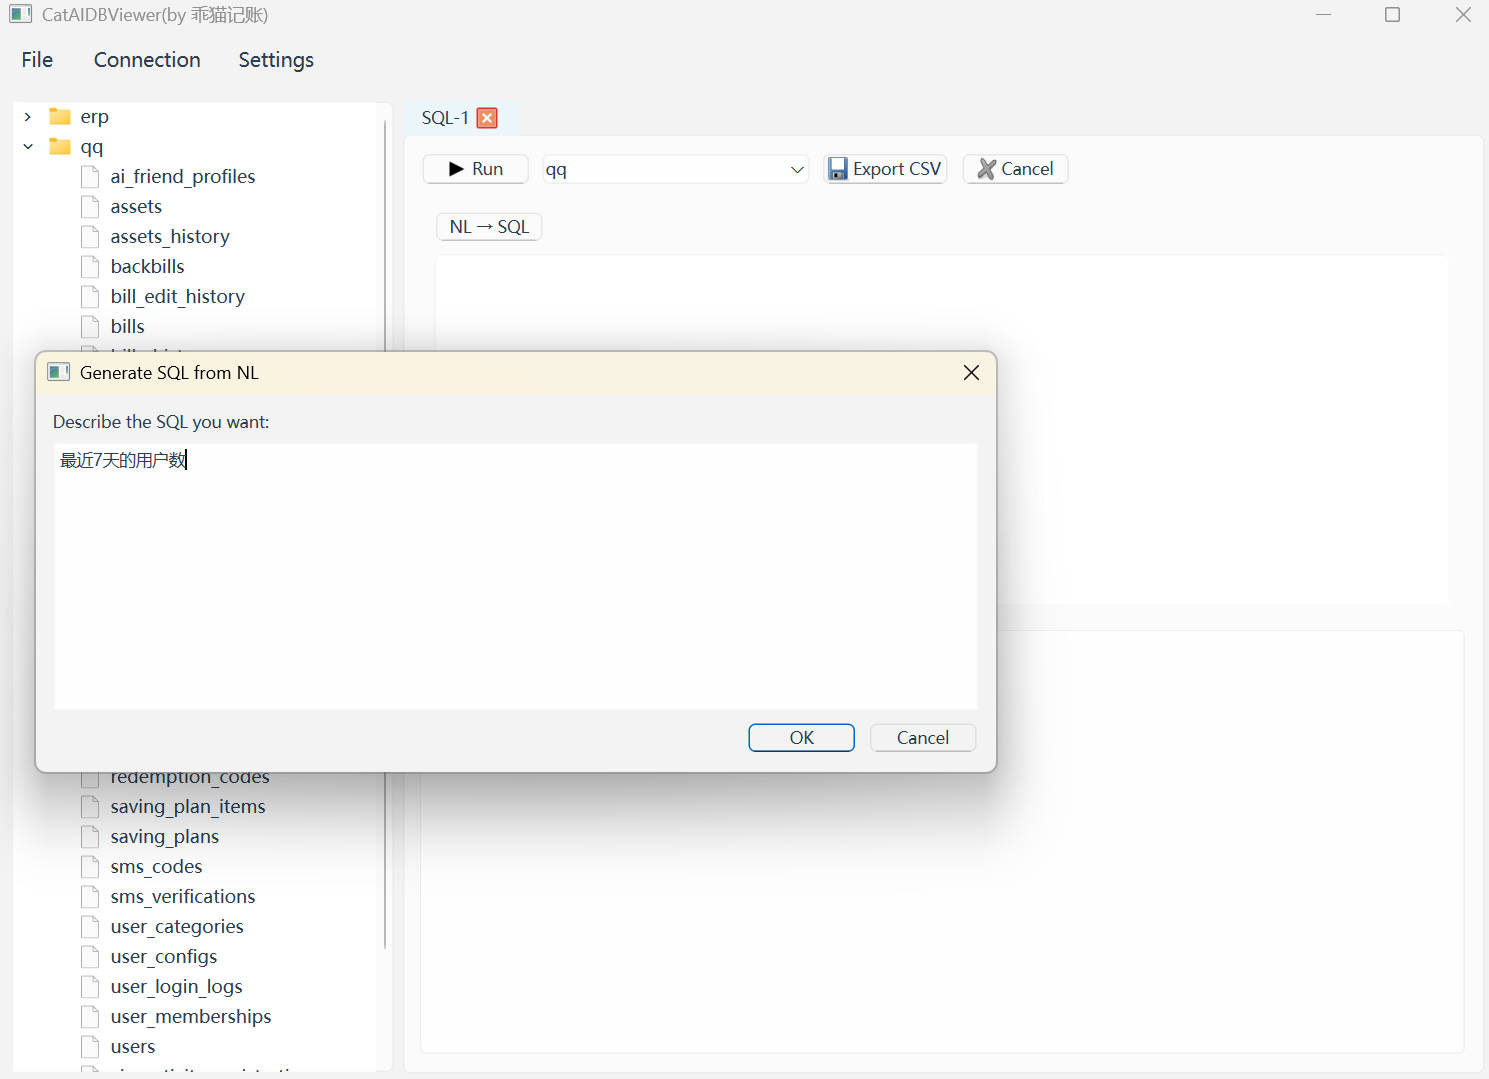 CatAIDBViewer(by 乖猫记账)
File Connection Settings
erp
qq
ai_friend_profiles
assets
assets_history
backbills
bill_edit_history
bills
SQL-1
Run qq Export CSV Cancel
NL → SQL
Generate SQL from NL
Describe the SQL you want:
最近7天的用户数
OK Cancel
redemption_codes
saving_plan_items
saving_plans
sms_codes
sms_verifications
user_categories
user_configs
user_login_logs
user_memberships
users